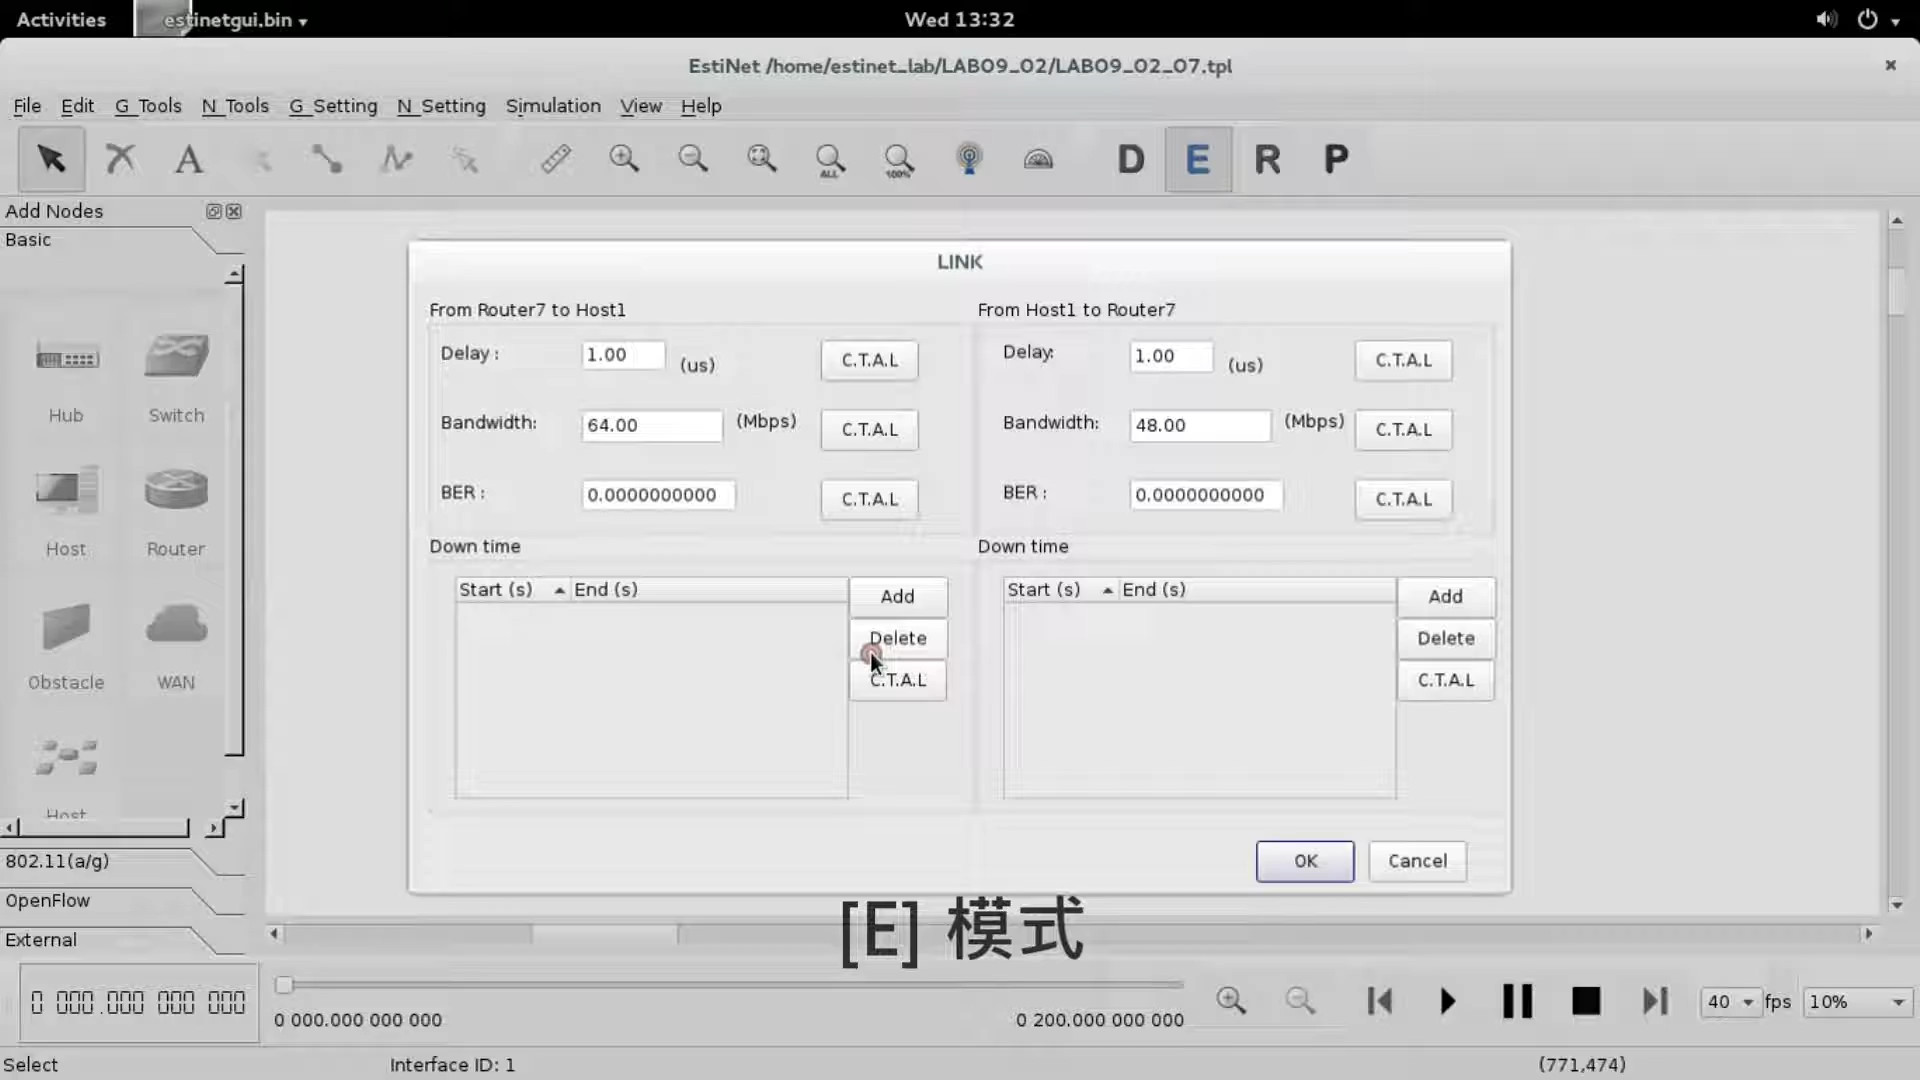 Activities estinetgui.bin Wed 13:32
EstiNet /home/estinet_lab/LAB09_02/LAB09_02_07.tpl
File Edit G_Tools N_Tools G_Setting N_Setting Simulation View Help
ALL 100% D E R P
Add Nodes
Basic
Hub Switch
Host Router
Obstacle WAN
Host
802.11(a/g)
OpenFlow
External
LINK
From Router7 to Host1
Delay : 1.00 (us) C.T.A.L
Bandwidth: 64.00 (Mbps) C.T.A.L
BER : 0.0000000000 C.T.A.L
Down time
Start (s) End (s) Add
Delete
C.T.A.L
From Host1 to Router7
Delay: 1.00 (us) C.T.A.L
Bandwidth: 48.00 (Mbps) C.T.A.L
BER : 0.0000000000 C.T.A.L
Down time
Start (s) End (s) Add
Delete
C.T.A.L
OK Cancel
[E] 模式
0 000.000 000 000
0 000.000 000 000 0 200.000 000 000
40 fps 10%
Select Interface ID: 1 (771,474)